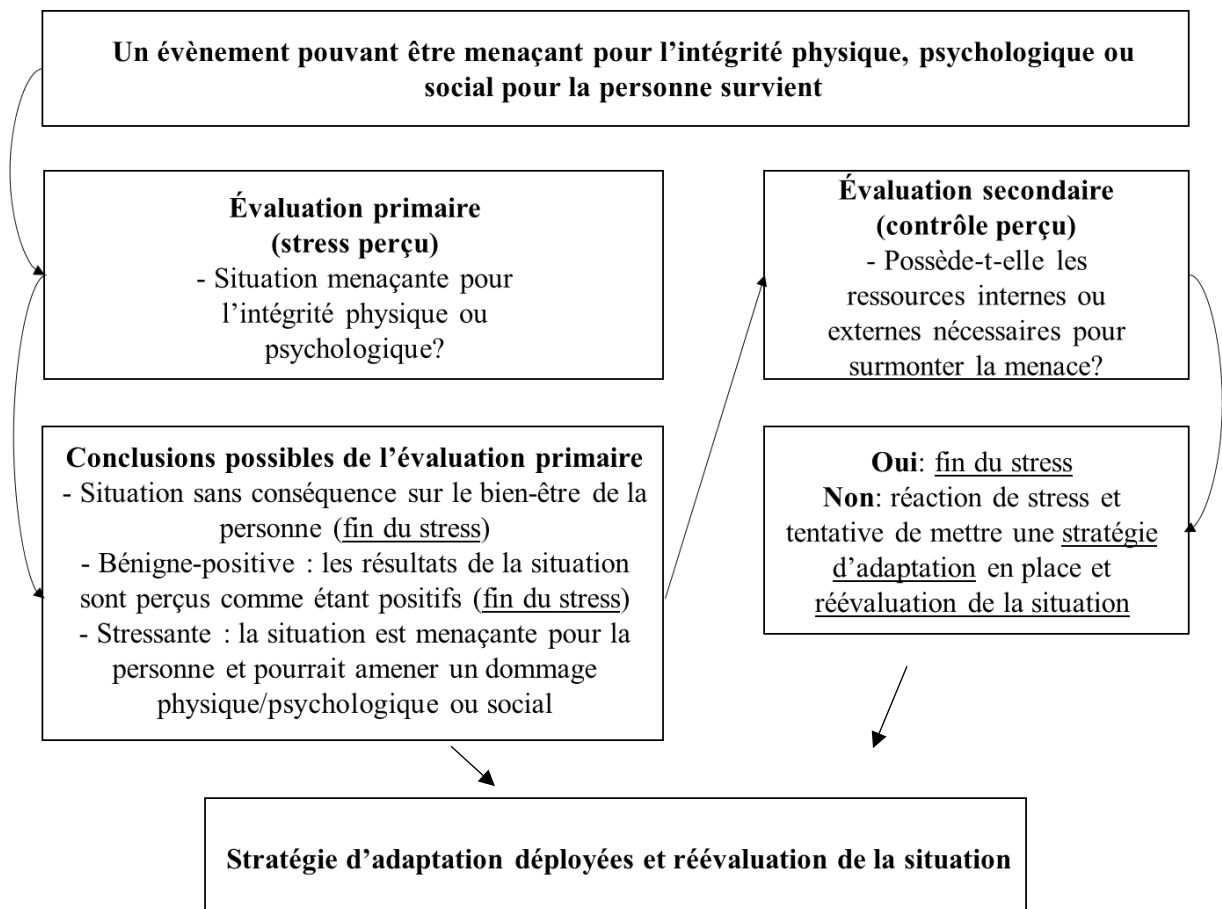 Un évènement pouvant être menaçant pour l'intégrité physique, psychologique ou
social pour la personne survient
Évaluation primaire
(stress perçu)
- Situation menaçante pour
l'intégrité physique ou
psychologique?
Évaluation secondaire
(contrôle perçu)
- Possède-t-elle les
ressources internes ou
externes nécessaires pour
surmonter la menace?
Conclusions possibles de l'évaluation primaire
- Situation sans conséquence sur le bien-être de la
personne (fin du stress)
- Bénigne-positive : les résultats de la situation
sont perçus comme étant positifs (fin du stress)
- Stressante : la situation est menaçante pour la
personne et pourrait amener un dommage
physique/psychologique ou social
Oui: fin du stress
Non: réaction de stress et
tentative de mettre une stratégie
d'adaptation en place et
réévaluation de la situation
Stratégie d'adaptation déployées et réévaluation de la situation